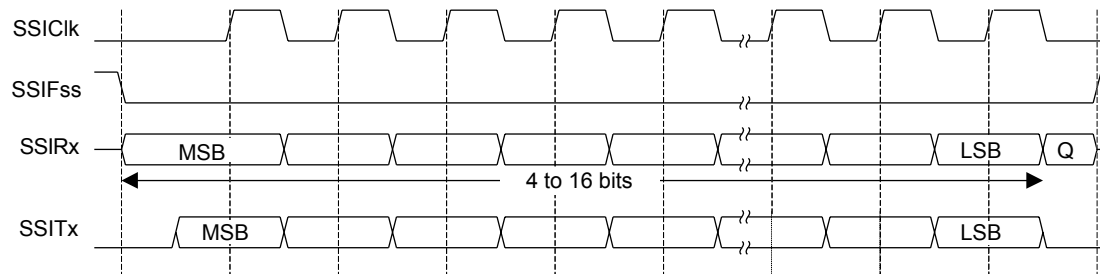 SSIClk
SSIFss
SSIRx MSB LSB Q
4 to 16 bits
SSITx MSB LSB